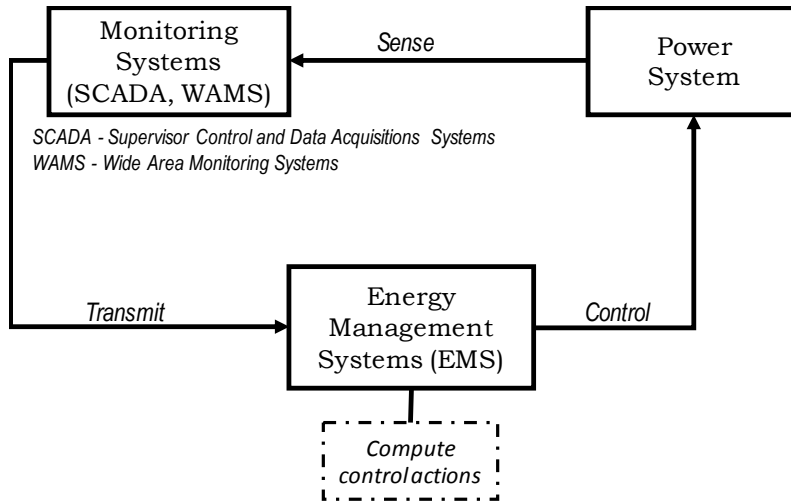 Monitoring
Systems
(SCADA, WAMS)
Sense
Power
System
SCADA - Supervisor Control and Data Acquisitions Systems
WAMS - Wide Area Monitoring Systems
Transmit
Energy
Management
Systems (EMS)
Control
Compute
control actions